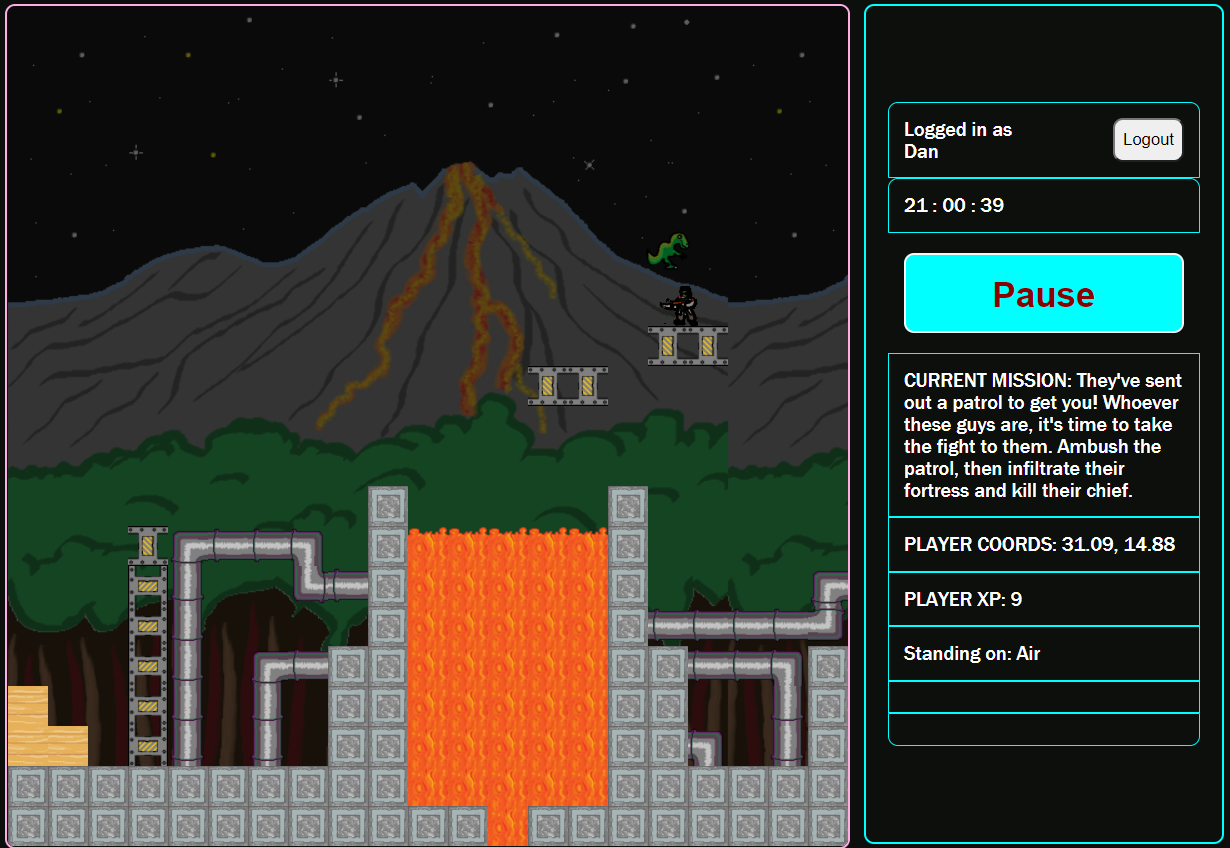 Logged in as
Dan
Logout
21 : 00 : 39
Pause
CURRENT MISSION: They've sent
out a patrol to get you! Whoever
these guys are, it's time to take
the fight to them. Ambush the
patrol, then infiltrate their
fortress and kill their chief.
PLAYER COORDS: 31.09, 14.88
PLAYER XP: 9
Standing on: Air